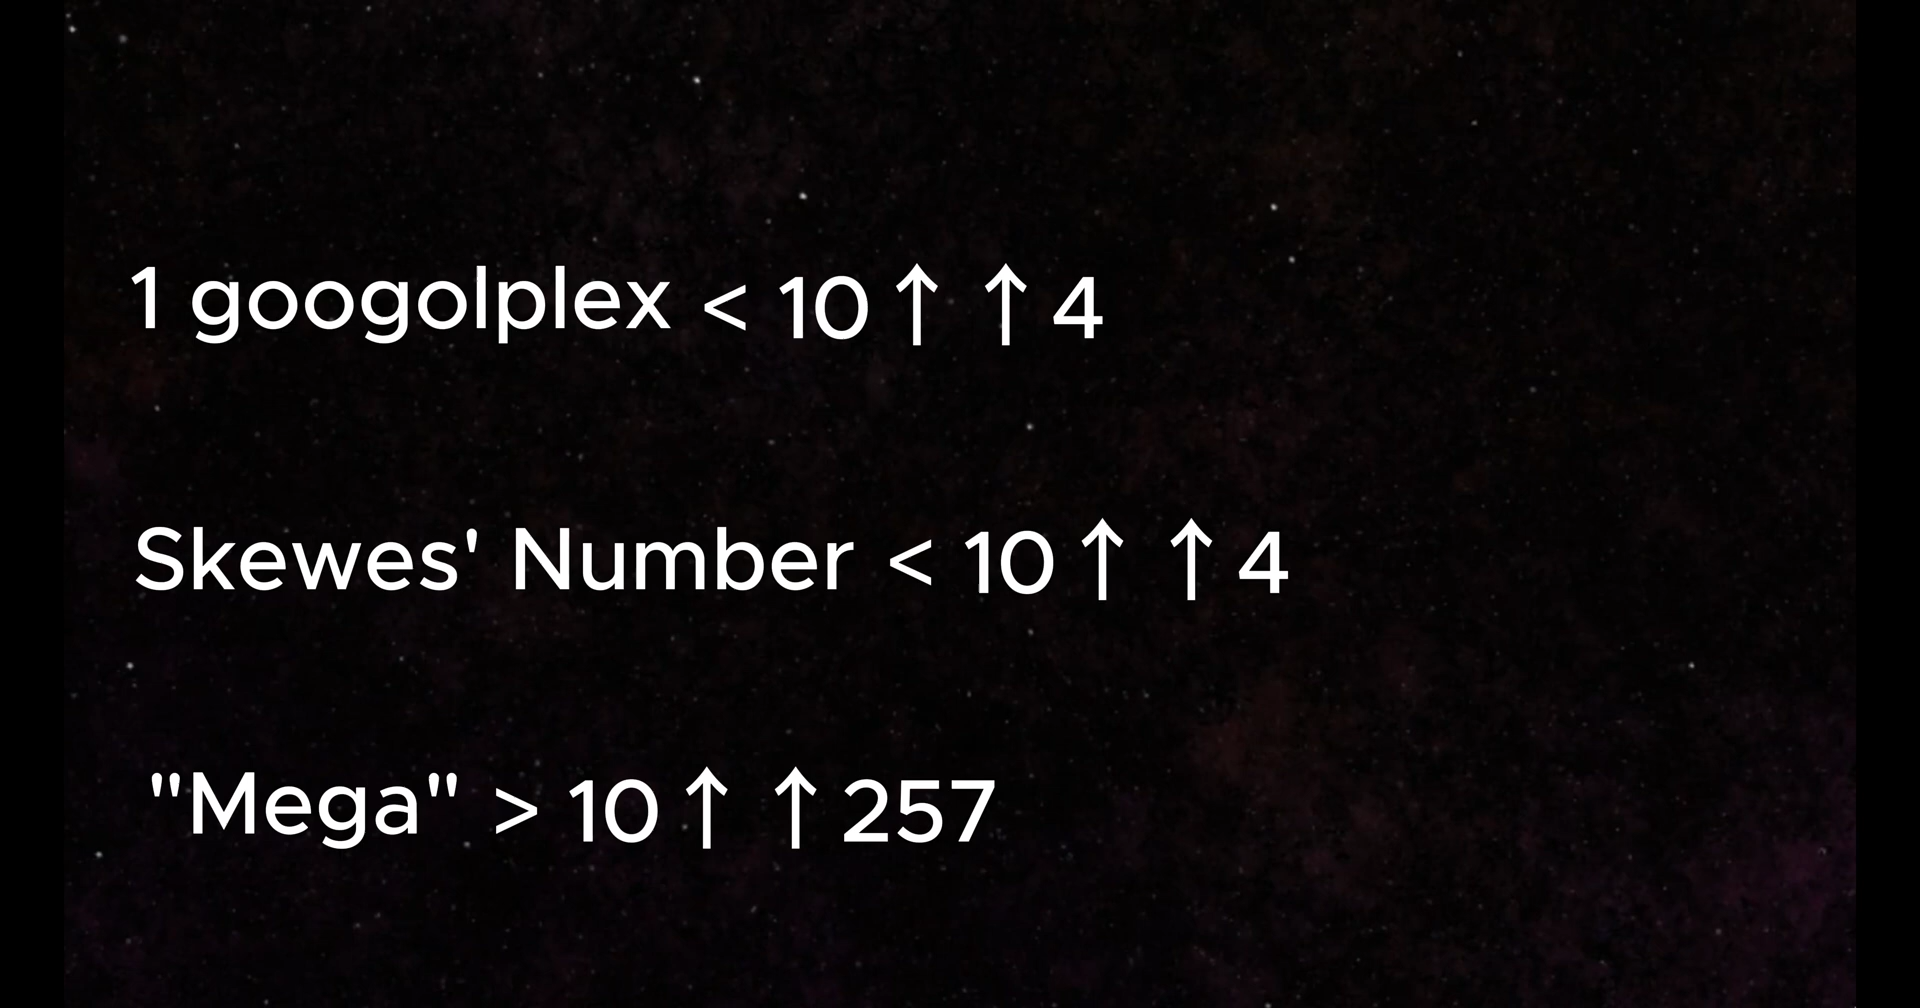 1 googolplex < 10↑↑4
Skewes' Number < 10↑↑4
"Mega" > 10↑↑257